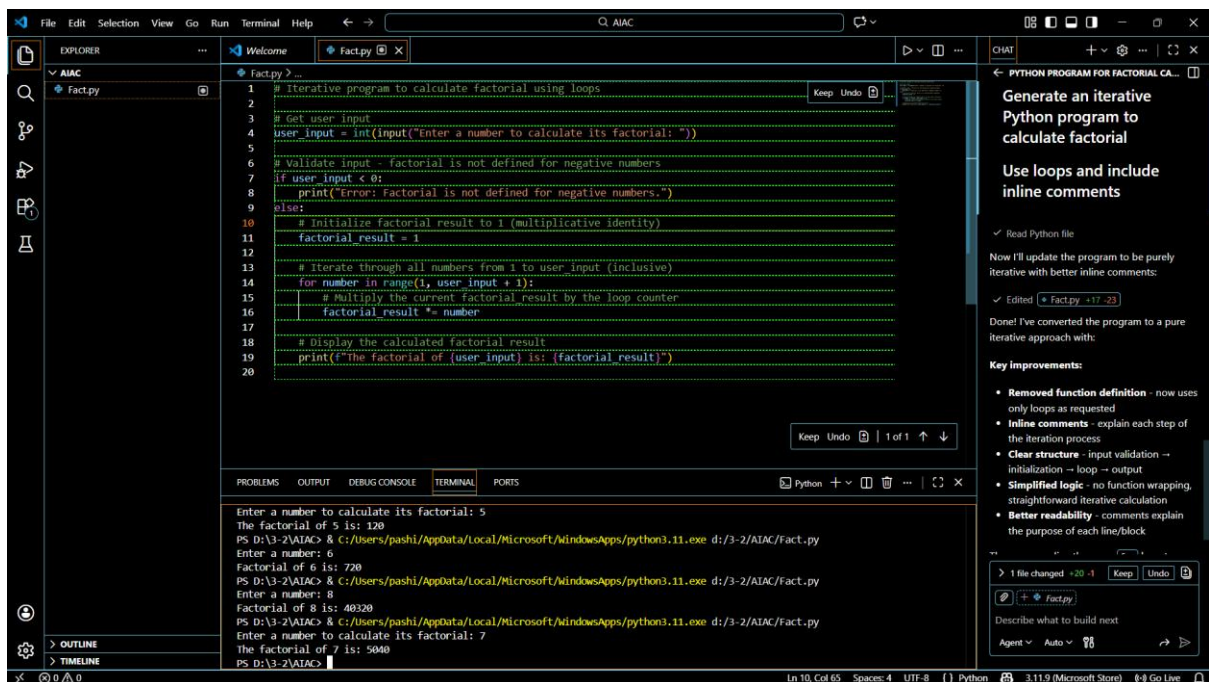 File Edit Selection View Go Run Terminal Help
AIAC
EXPLORER
AIAC
Fact.py
OUTLINE
TIMELINE
Welcome
Fact.py
Fact.py > ...
1 # Iterative program to calculate factorial using loops
2
3 # Get user input
4 user_input = int(input("Enter a number to calculate its factorial: "))
5
6 # Validate input - factorial is not defined for negative numbers
7 if user_input < 0:
8 print("Error: Factorial is not defined for negative numbers.")
9 else:
10 # Initialize factorial result to 1 (multiplicative identity)
11 factorial_result = 1
12
13 # Iterate through all numbers from 1 to user_input (inclusive)
14 for number in range(1, user_input + 1):
15 # Multiply the current factorial_result by the loop counter
16 factorial_result *= number
17
18 # Display the calculated factorial result
19 print(f"The factorial of {user_input} is: {factorial_result}")
20
Keep Undo
Keep Undo 1 of 1
PROBLEMS OUTPUT DEBUG CONSOLE TERMINAL PORTS
Python
Enter a number to calculate its factorial: 5
The factorial of 5 is: 120
PS D:\3-2\AIAC> & C:/Users/pashi/AppData/Local/Microsoft/WindowsApps/python3.11.exe d:/3-2/AIAC/Fact.py
Enter a number: 6
Factorial of 6 is: 720
PS D:\3-2\AIAC> & C:/Users/pashi/AppData/Local/Microsoft/WindowsApps/python3.11.exe d:/3-2/AIAC/Fact.py
Enter a number: 8
Factorial of 8 is: 40320
PS D:\3-2\AIAC> & C:/Users/pashi/AppData/Local/Microsoft/WindowsApps/python3.11.exe d:/3-2/AIAC/Fact.py
Enter a number to calculate its factorial: 7
The factorial of 7 is: 5040
PS D:\3-2\AIAC>
CHAT
PYTHON PROGRAM FOR FACTORIAL CA...
Generate an iterative
Python program to
calculate factorial
Use loops and include
inline comments
Read Python file
Now I'll update the program to be purely
iterative with better inline comments:
Edited Fact.py +17 -23
Done! I've converted the program to a pure
iterative approach with:
Key improvements:
• Removed function definition - now uses
only loops as requested
• Inline comments - explain each step of
the iteration process
• Clear structure - input validation →
initialization → loop → output
• Simplified logic - no function wrapping,
straightforward iterative calculation
• Better readability - comments explain
the purpose of each line/block
1 file changed +20 -1 Keep Undo
Fact.py
Describe what to build next
Agent Auto
0 0
Ln 10, Col 65 Spaces: 4 UTF-8 {} Python 3.11.9 (Microsoft Store) Go Live